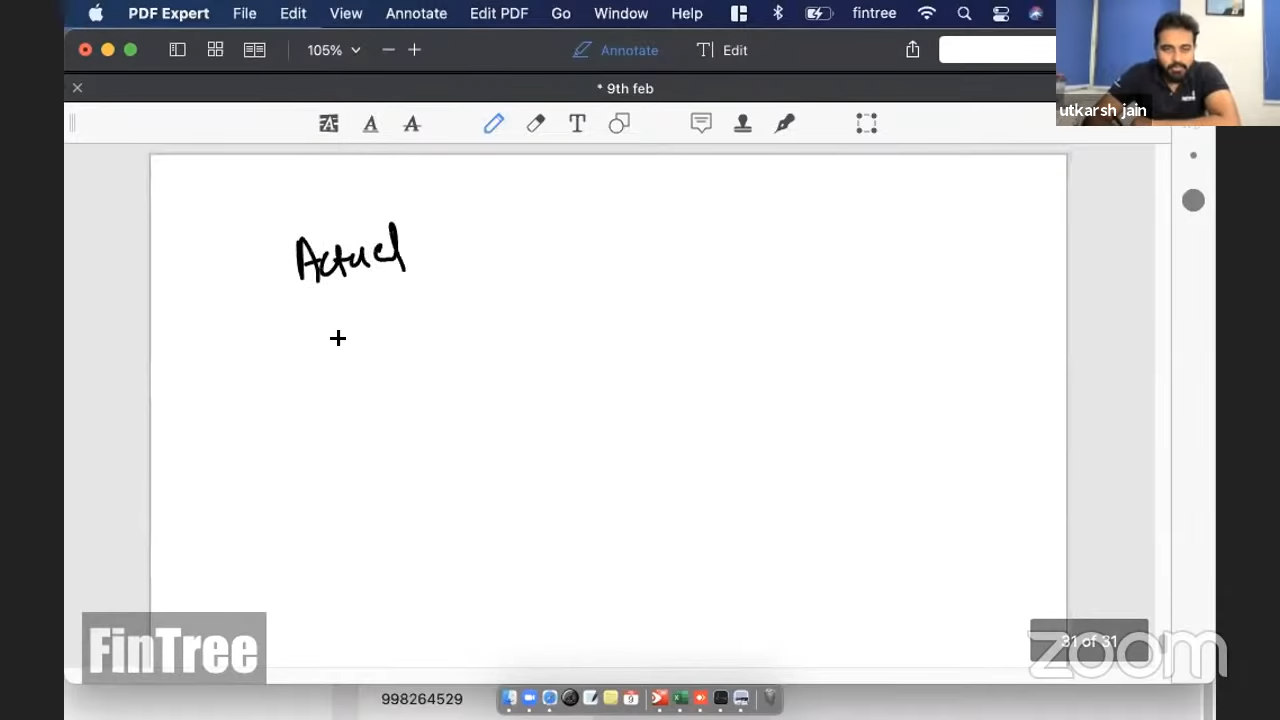 PDF Expert File Edit View Annotate Edit PDF Go Window Help fintree
105% Annotate T Edit
utkarsh jain
* 9th feb
A A A T
Actual
FinTree
31 of 31
zoom
998264529